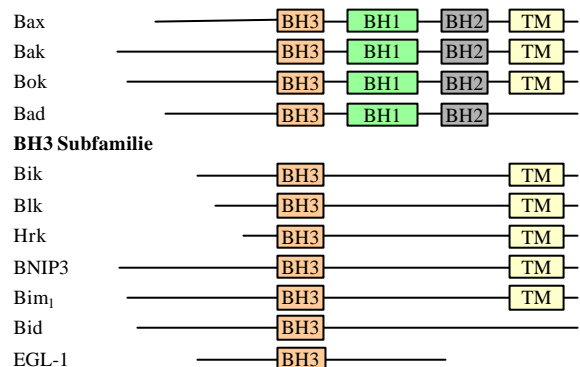 Bax BH3 BH1 BH2 TM
Bak BH3 BH1 BH2 TM
Bok BH3 BH1 BH2 TM
Bad BH3 BH1 BH2
BH3 Subfamilie
Bik BH3 TM
Blk BH3 TM
Hrk BH3 TM
BNIP3 BH3 TM
Bim₁ BH3 TM
Bid BH3
EGL-1 BH3